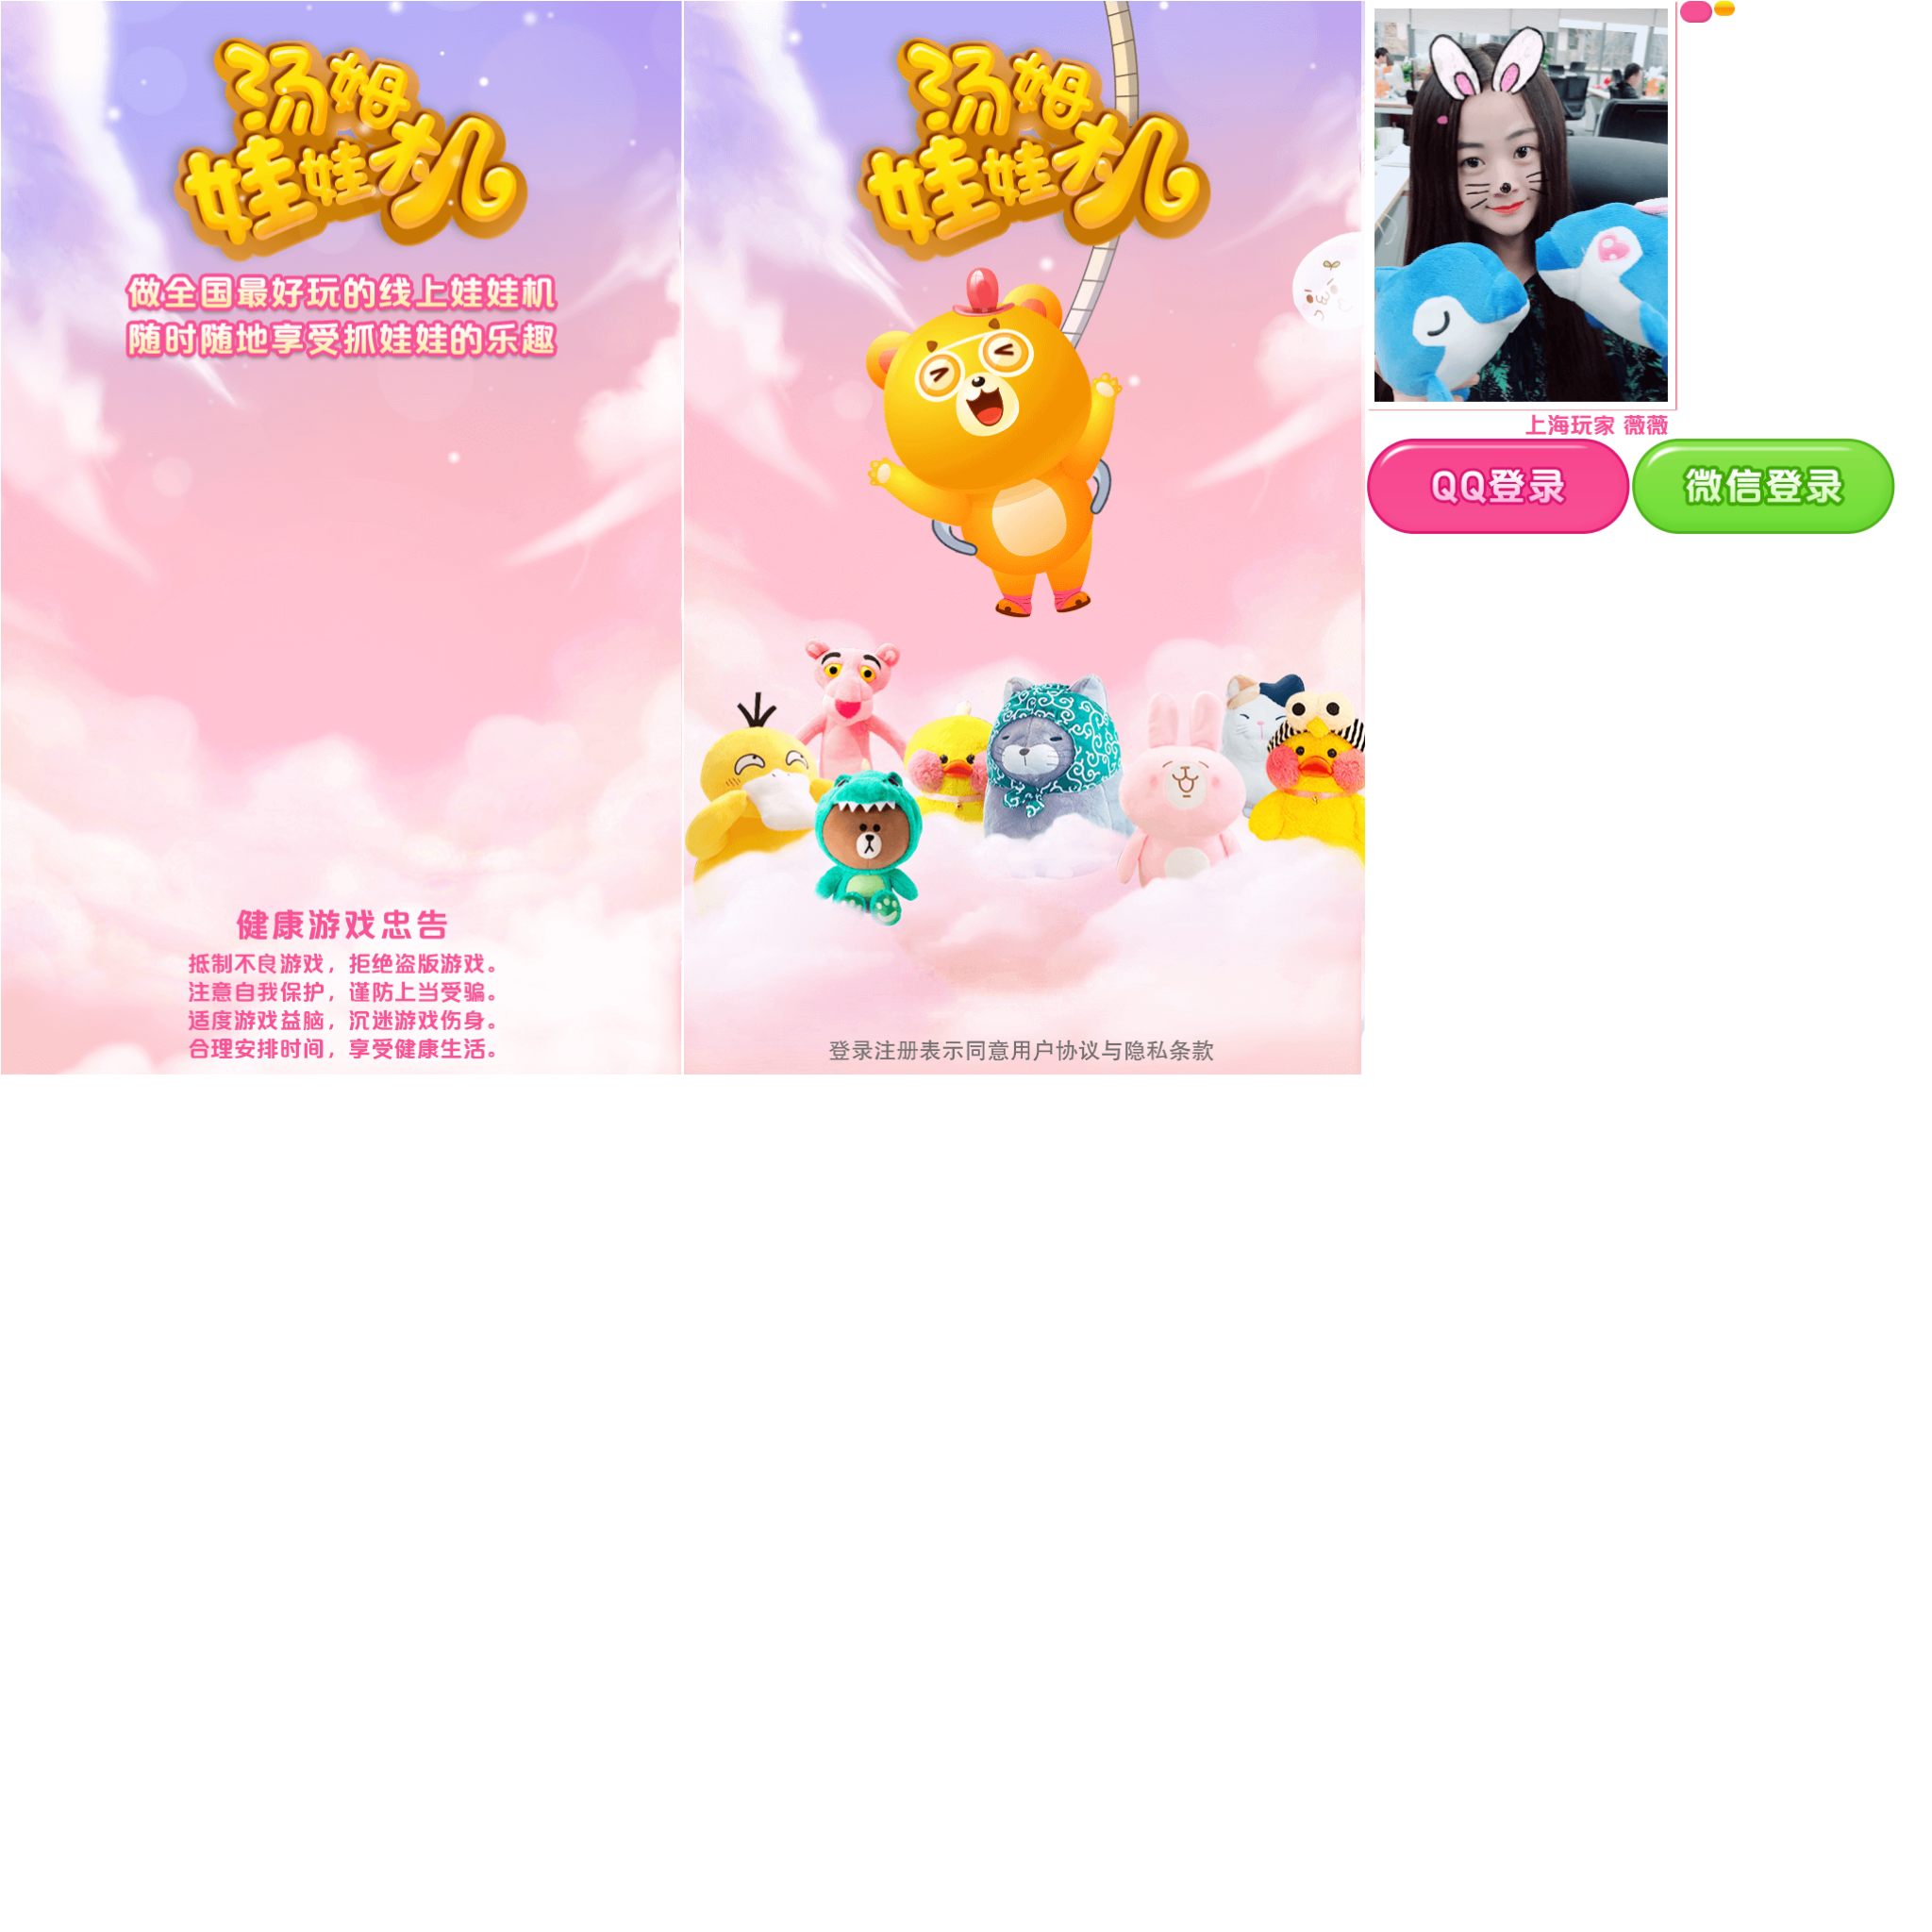 汤姆
娃娃机
做全国最好玩的线上娃娃机
随时随地享受抓娃娃的乐趣
健康游戏忠告
抵制不良游戏，拒绝盗版游戏。
注意自我保护，谨防上当受骗。
适度游戏益脑，沉迷游戏伤身。
合理安排时间，享受健康生活。
汤姆
娃娃机
登录注册表示同意用户协议与隐私条款
上海玩家 薇薇
QQ登录
微信登录